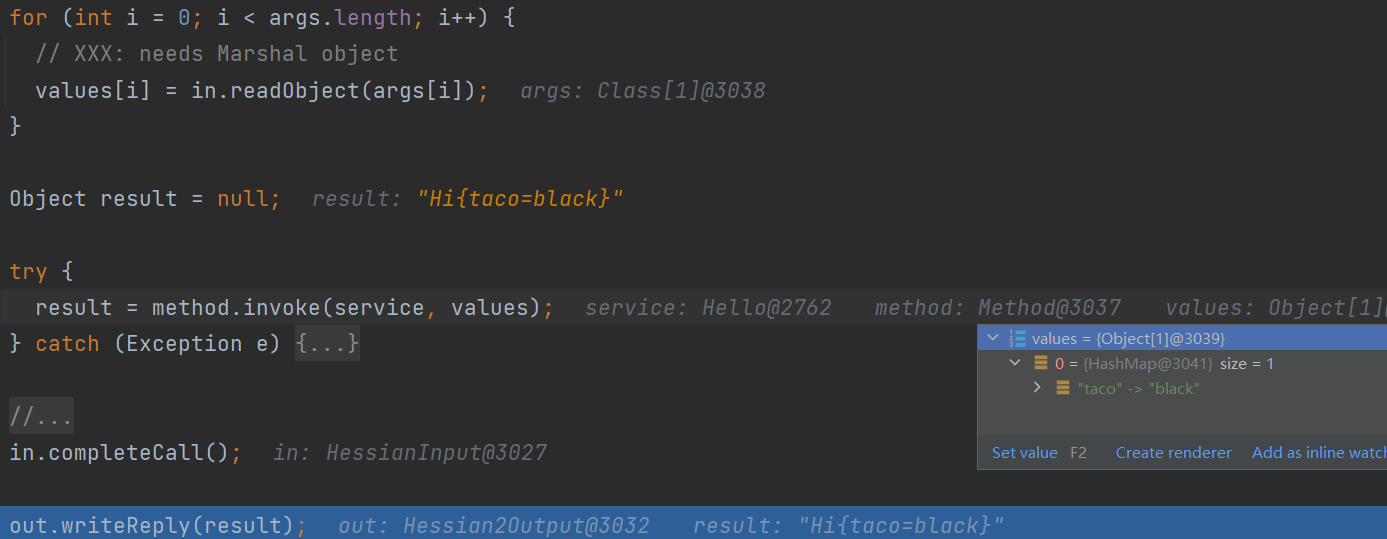 for (int i = 0; i < args.length; i++) {
// XXX: needs Marshal object
values[i] = in.readObject(args[i]); args: Class[1]@3038
}
Object result = null; result: "Hi{taco=black}"
try {
result = method.invoke(service, values); service: Hello@2762 method: Method@3037 values: Object[1]
} catch (Exception e) {...}
values = {Object[1]@3039}
0 = {HashMap@3041} size = 1
"taco" -> "black"
Set value F2 Create renderer Add as inline watch
//...
in.completeCall(); in: HessianInput@3027
out.writeReply(result); out: Hessian2Output@3032 result: "Hi{taco=black}"